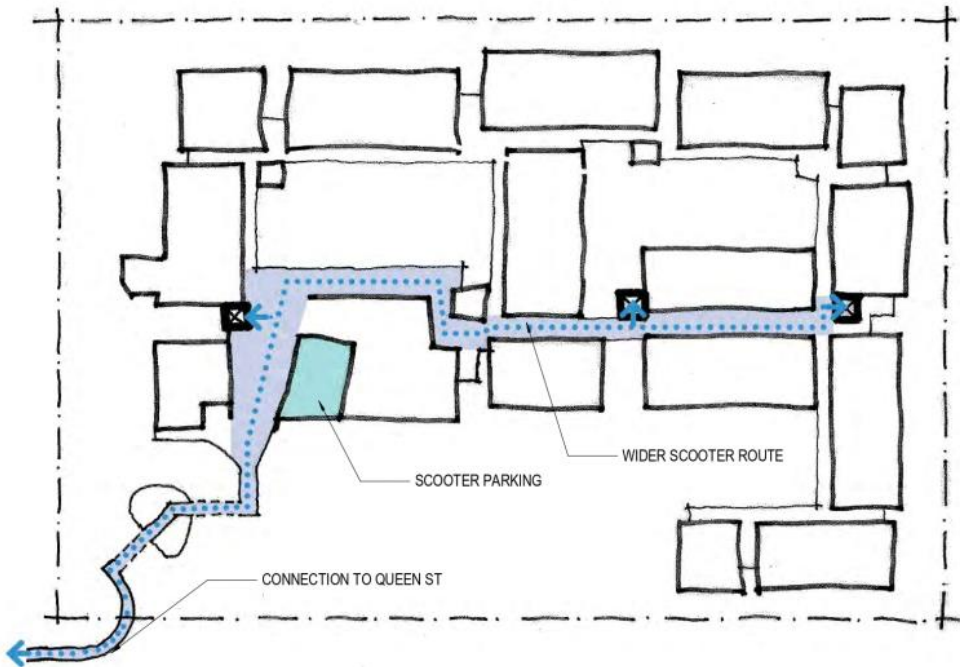 WIDER SCOOTER ROUTE
SCOOTER PARKING
CONNECTION TO QUEEN ST